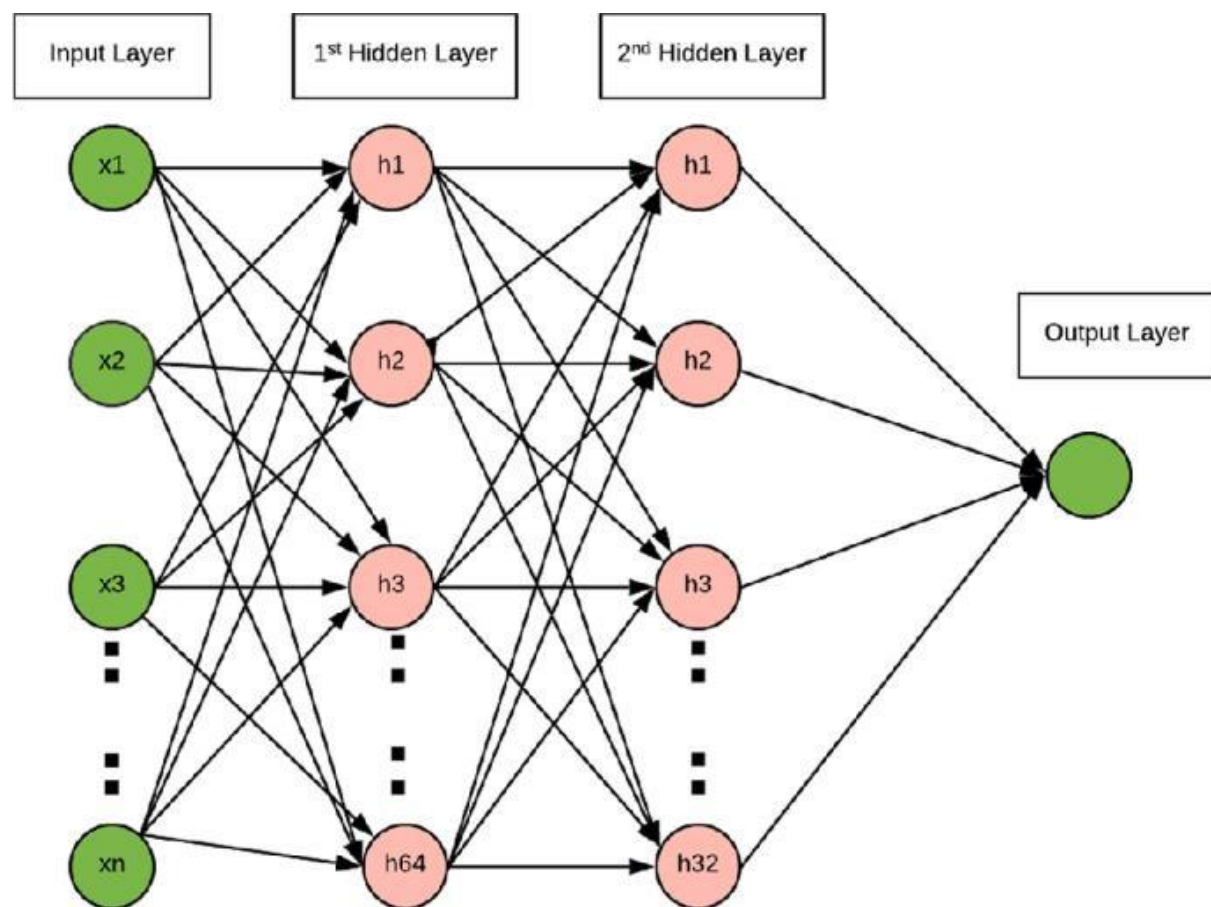 Input Layer
1st Hidden Layer
2nd Hidden Layer
x1
h1
h1
x2
h2
h2
Output Layer
x3
h3
h3
xn
h64
h32